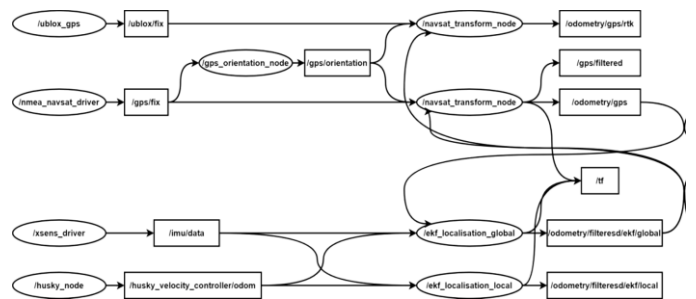 /ublox_gps
/ublox/fix
/navsat_transform_node
/odometry/gps/rtk
/gps_orientation_node
/gps/orientation
/gps/filtered
/nmea_navsat_driver
/gps/fix
/navsat_transform_node
/odometry/gps
/tf
/xsens_driver
/imu/data
/ekf_localisation_global
/odometry/filteresd/ekf/global
/husky_node
/husky_velocity_controller/odom
/ekf_localisation_local
/odometry/filteresd/ekf/local